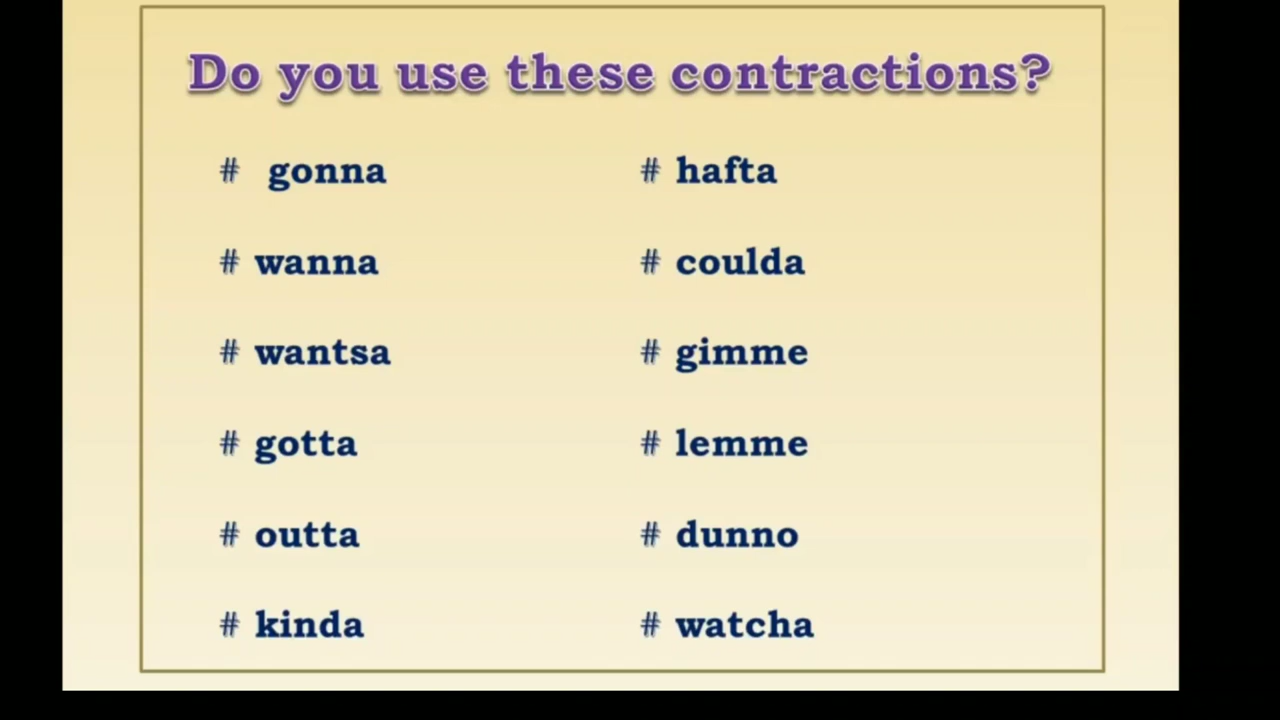 Do you use these contractions?
# gonna
# wanna
# wantsa
# gotta
# outta
# kinda
# hafta
# coulda
# gimme
# lemme
# dunno
# watcha